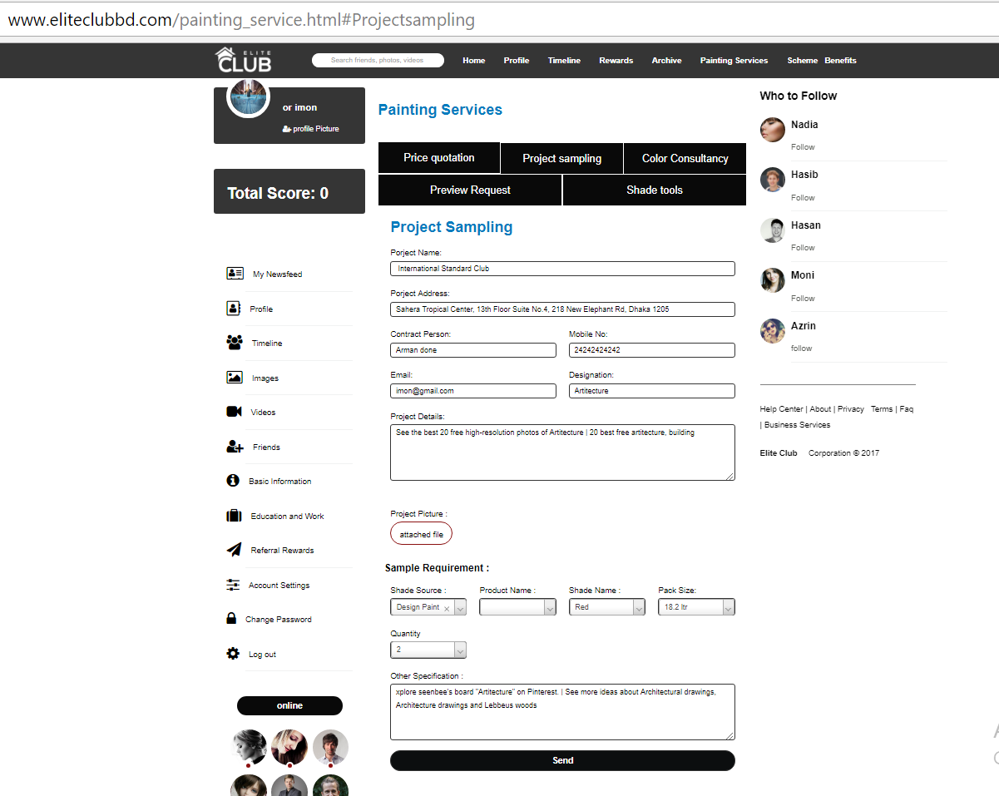 www.eliteclubbd.com/painting_service.html#Projectsampling
ELITE
CLUB
Search friends, photos, videos
Home
Profile
Timeline
Rewards
Archive
Painting Services
Scheme
Benefits
or imon
profile Picture
Total Score: 0
My Newsfeed
Profile
Timeline
Images
Videos
Friends
Basic Information
Education and Work
Referral Rewards
Account Settings
Change Password
Log out
online
Painting Services
Price quotation
Project sampling
Color Consultancy
Preview Request
Shade tools
Project Sampling
Porject Name:
International Standard Club
Porject Address:
Sahera Tropical Center, 13th Floor Suite No.4, 218 New Elephant Rd, Dhaka 1205
Contract Person:
Arman done
Mobile No:
24242424242
Email:
imon@gmail.com
Designation:
Artitecture
Project Details:
See the best 20 free high-resolution photos of Artitecture | 20 best free artitecture, building
Project Picture :
attached file
Sample Requirement :
Shade Source :
Design Paint ×
Product Name :
Shade Name :
Red
Pack Size:
18.2 ltr
Quantity
2
Other Specification :
xplore seenbee's board "Artitecture" on Pinterest. | See more ideas about Architectural drawings,
Architecture drawings and Lebbeus woods
Send
Who to Follow
Nadia
Follow
Hasib
Follow
Hasan
Follow
Moni
Follow
Azrin
follow
Help Center | About | Privacy Terms | Faq
| Business Services
Elite Club Corporation © 2017